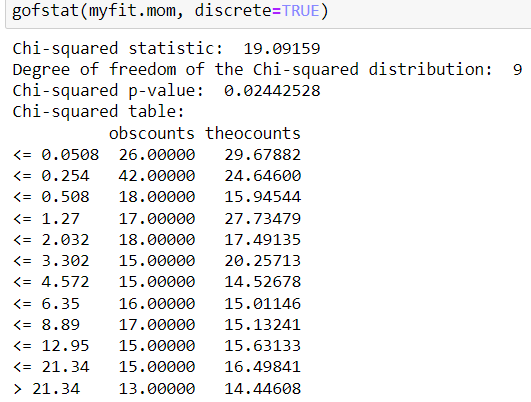 gofstat(myfit.mom, discrete=TRUE)
Chi-squared statistic:  19.09159
Degree of freedom of the Chi-squared distribution:  9
Chi-squared p-value:  0.02442528
Chi-squared table:
          obscounts theocounts
<= 0.0508  26.00000   29.67882
<= 0.254   42.00000   24.64600
<= 0.508   18.00000   15.94544
<= 1.27    17.00000   27.73479
<= 2.032   18.00000   17.49135
<= 3.302   15.00000   20.25713
<= 4.572   15.00000   14.52678
<= 6.35    16.00000   15.01146
<= 8.89    17.00000   15.13241
<= 12.95   15.00000   15.63133
<= 21.34   15.00000   16.49841
> 21.34    13.00000   14.44608